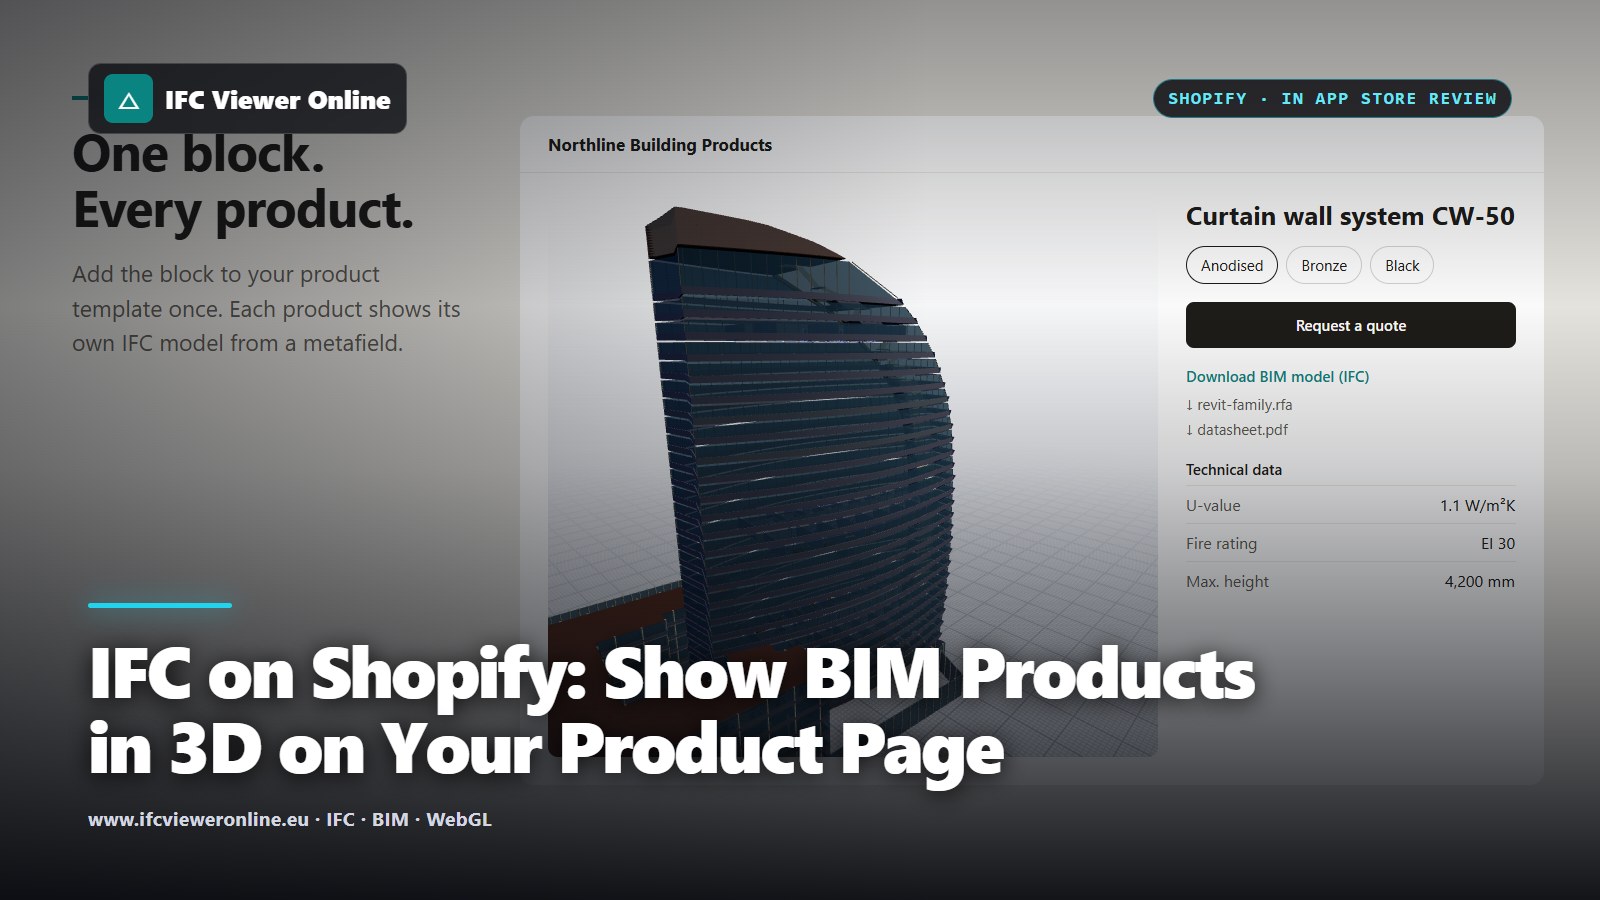 IFC Viewer Online
SHOPIFY · IN APP STORE REVIEW
One block.
Every product.
Add the block to your product
template once. Each product shows its
own IFC model from a metafield.
Northline Building Products
Curtain wall system CW-50
Anodised
Bronze
Black
Request a quote
Download BIM model (IFC)
↓ revit-family.rfa
↓ datasheet.pdf
Technical data
U-value 1.1 W/m²K
Fire rating EI 30
Max. height 4,200 mm
IFC on Shopify: Show BIM Products
in 3D on Your Product Page
www.ifcvieweronline.eu · IFC · BIM · WebGL